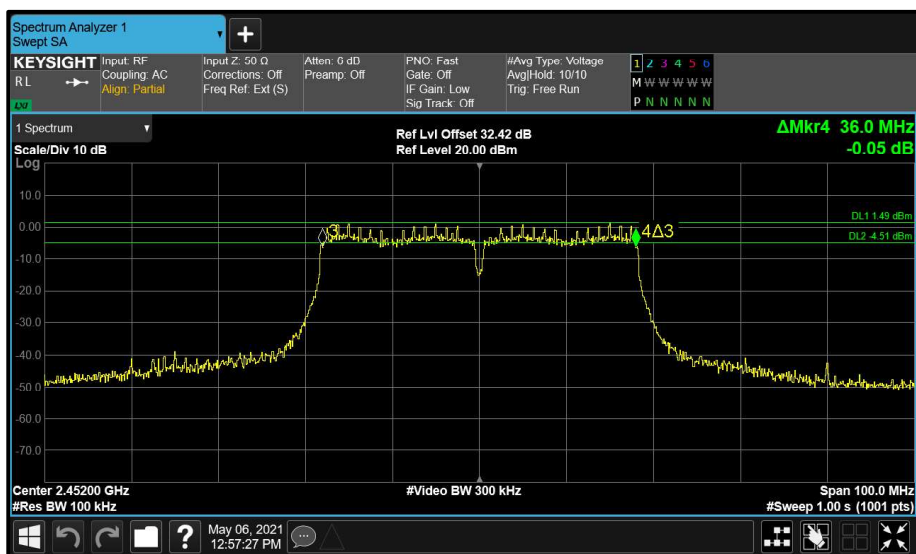 Spectrum Analyzer 1
Swept SA
+
KEYSIGHT
RL
LXI
Input: RF
Coupling: AC
Align: Partial
Input Z: 50 Ω
Corrections: Off
Freq Ref: Ext (S)
Atten: 6 dB
Preamp: Off
PNO: Fast
Gate: Off
IF Gain: Low
Sig Track: Off
#Avg Type: Voltage
Avg|Hold: 10/10
Trig: Free Run
1 2 3 4 5 6
M W W W W W
P N N N N N
1 Spectrum
Scale/Div 10 dB
Log
Ref Lvl Offset 32.42 dB
Ref Level 20.00 dBm
ΔMkr4 36.0 MHz
-0.05 dB
10.0
0.00
-10.0
-20.0
-30.0
-40.0
-50.0
-60.0
-70.0
3
4Δ3
DL1 1.49 dBm
DL2 -4.51 dBm
Center 2.45200 GHz
#Res BW 100 kHz
#Video BW 300 kHz
Span 100.0 MHz
#Sweep 1.00 s (1001 pts)
?
May 06, 2021
12:57:27 PM